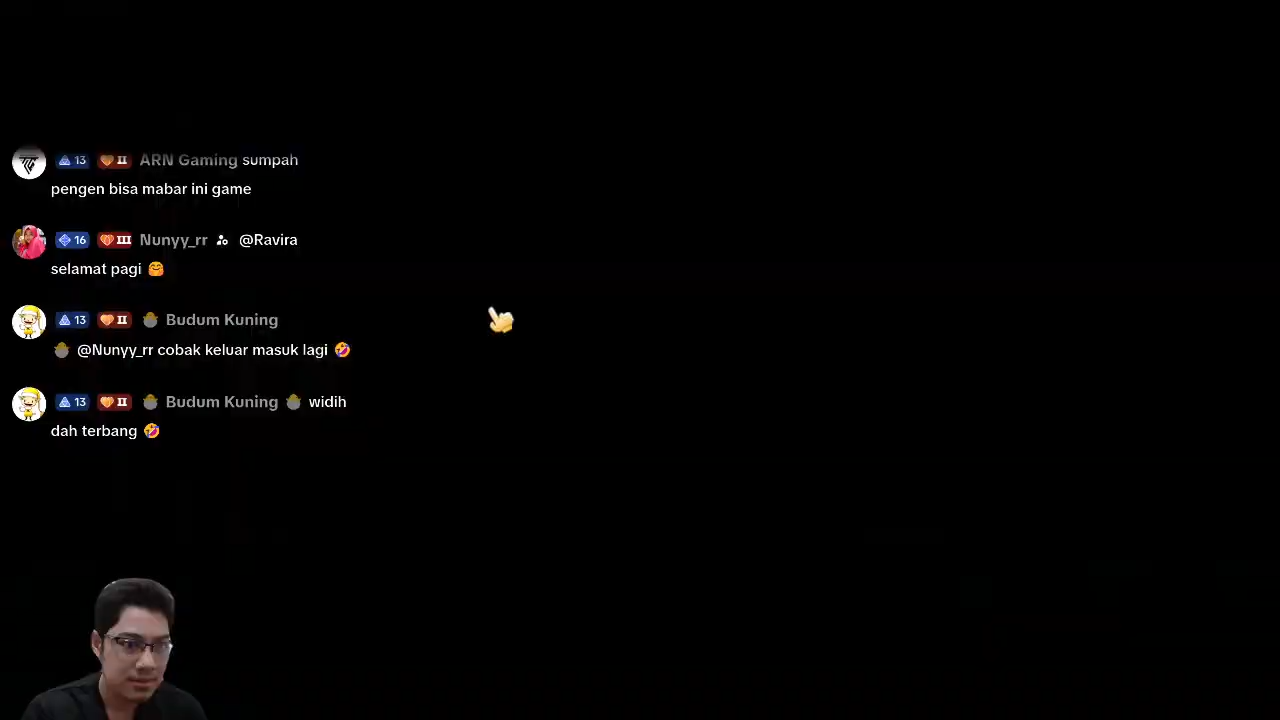 13 II ARN Gaming sumpah
pengen bisa mabar ini game
16 III Nunyy_rr @Ravira
selamat pagi 🤗
13 II Budum Kuning
@Nunyy_rr cobak keluar masuk lagi 🤣
13 II Budum Kuning widih
dah terbang 🤣